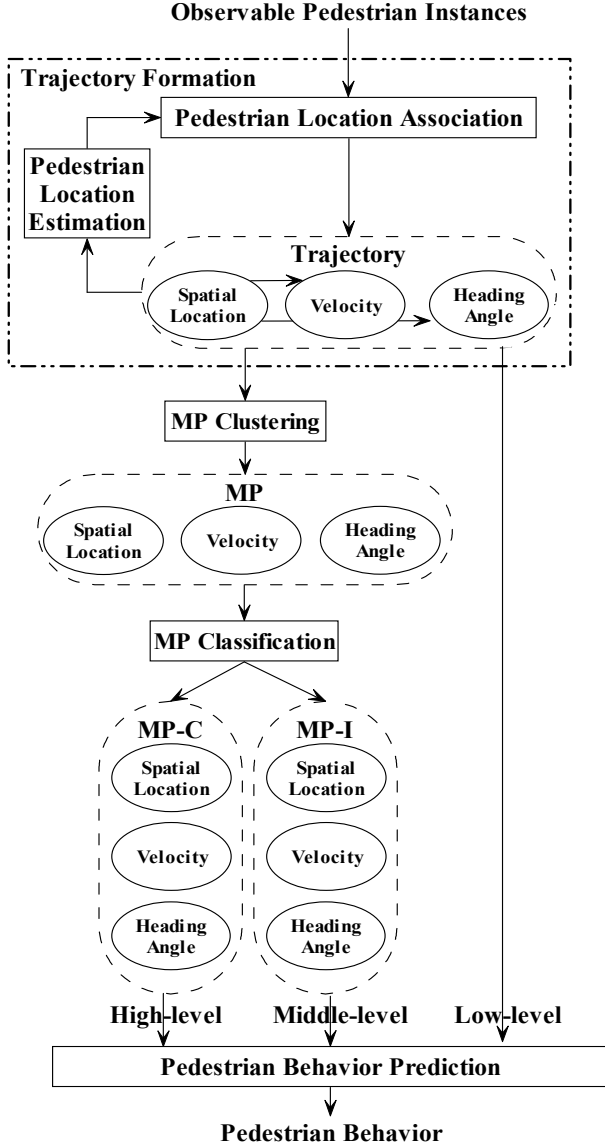 Observable Pedestrian Instances
Trajectory Formation
Pedestrian Location Association
Pedestrian
Location
Estimation
Trajectory
Spatial
Location
Velocity
Heading
Angle
MP Clustering
MP
Spatial
Location
Velocity
Heading
Angle
MP Classification
MP-C
Spatial
Location
Velocity
Heading
Angle
MP-I
Spatial
Location
Velocity
Heading
Angle
High-level
Middle-level
Low-level
Pedestrian Behavior Prediction
Pedestrian Behavior